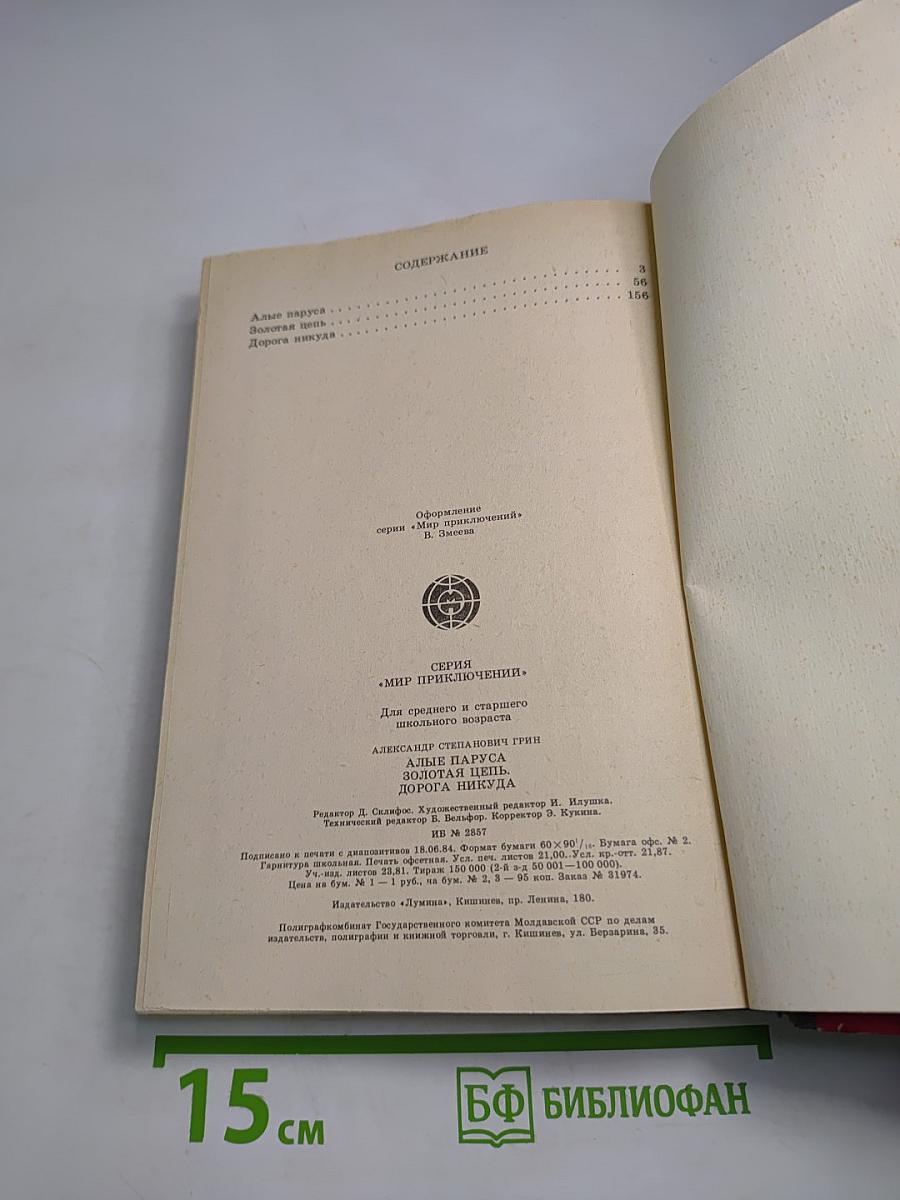 СОДЕРЖАНИЕ
Алые паруса . . . . . . . . . . . . . . . . . . . . . . . . . 3
Золотая цепь . . . . . . . . . . . . . . . . . . . . . . . . . 56
Дорога никуда . . . . . . . . . . . . . . . . . . . . . . . . 156
Оформление
серии «Мир приключений»
В. Змеева
СЕРИЯ
«МИР ПРИКЛЮЧЕНИЙ»
Для среднего и старшего
школьного возраста
АЛЕКСАНДР СТЕПАНОВИЧ ГРИН
АЛЫЕ ПАРУСА
ЗОЛОТАЯ ЦЕПЬ.
ДОРОГА НИКУДА
Редактор Д. Склифос. Художественный редактор И. Илушка.
Технический редактор В. Вельфор. Корректор Э. Кукина.
ИБ № 2857
Подписано к печати с диапозитивов 18.06.84. Формат бумаги 60×90¹/₁₆. Бумага офс. № 2.
Гарнитура школьная. Печать офсетная. Усл. печ. листов 21,00..Усл. кр.-отт. 21,87.
Уч.-изд. листов 23,81. Тираж 150 000 (2-й з-д 50 001—100 000).
Цена на бум. № 1 — 1 руб., на бум. № 2, 3 — 95 коп. Заказ № 31974.
Издательство «Лумина», Кишинев, пр. Ленина, 180.
Полиграфкомбинат Государственного комитета Молдавской ССР по делам
издательств, полиграфии и книжной торговли, г. Кишинев, ул. Верзарина, 35.
15 см
БФ БИБЛИОФАН